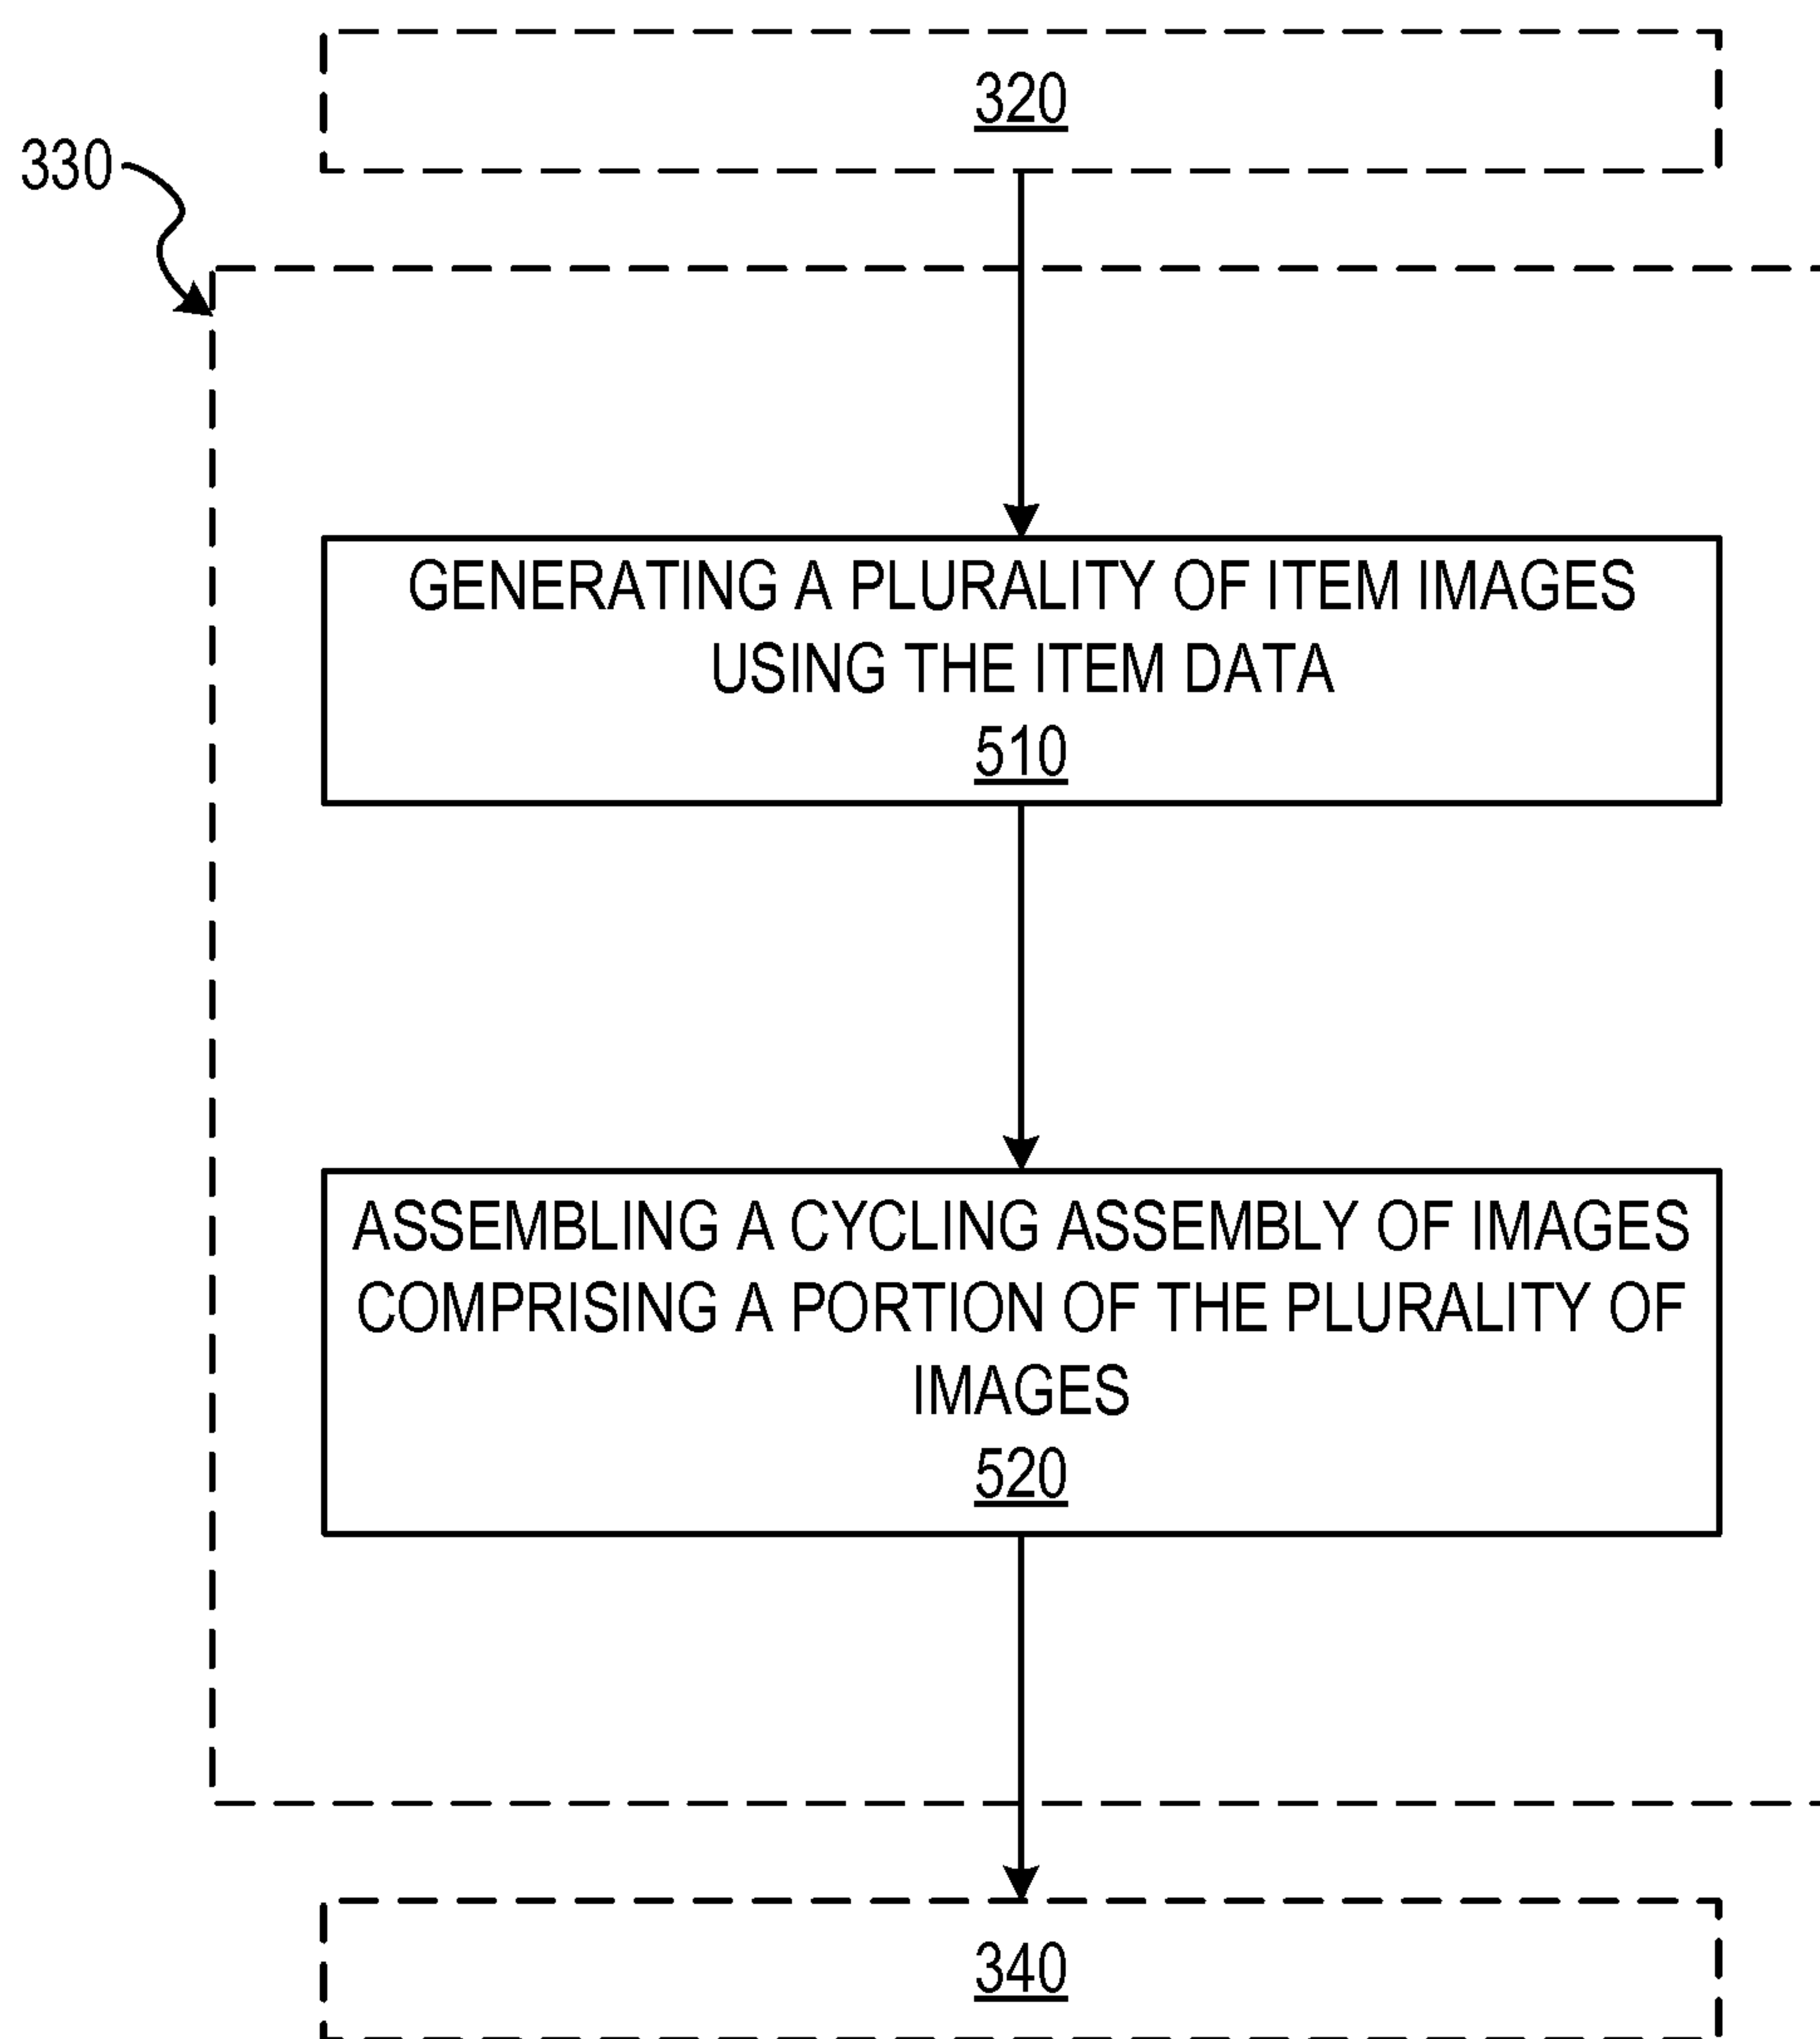 320
330
GENERATING A PLURALITY OF ITEM IMAGES
USING THE ITEM DATA
510
ASSEMBLING A CYCLING ASSEMBLY OF IMAGES
COMPRISING A PORTION OF THE PLURALITY OF
IMAGES
520
340